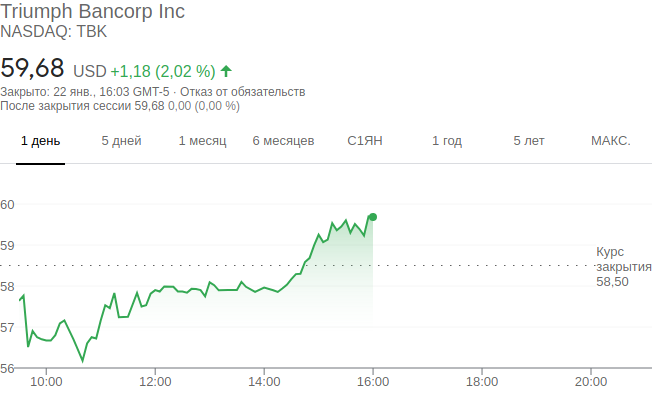 Triumph Bancorp Inc
NASDAQ: TBK
59,68 USD +1,18 (2,02 %)
Закрыто: 22 янв., 16:03 GMT-5 · Отказ от обязательств
После закрытия сессии 59,68 0,00 (0,00 %)
1 день 5 дней 1 месяц 6 месяцев С1ЯН 1 год 5 лет МАКС.
60
59
Курс
закрытия
58,50
58
57
56
10:00 12:00 14:00 16:00 18:00 20:00